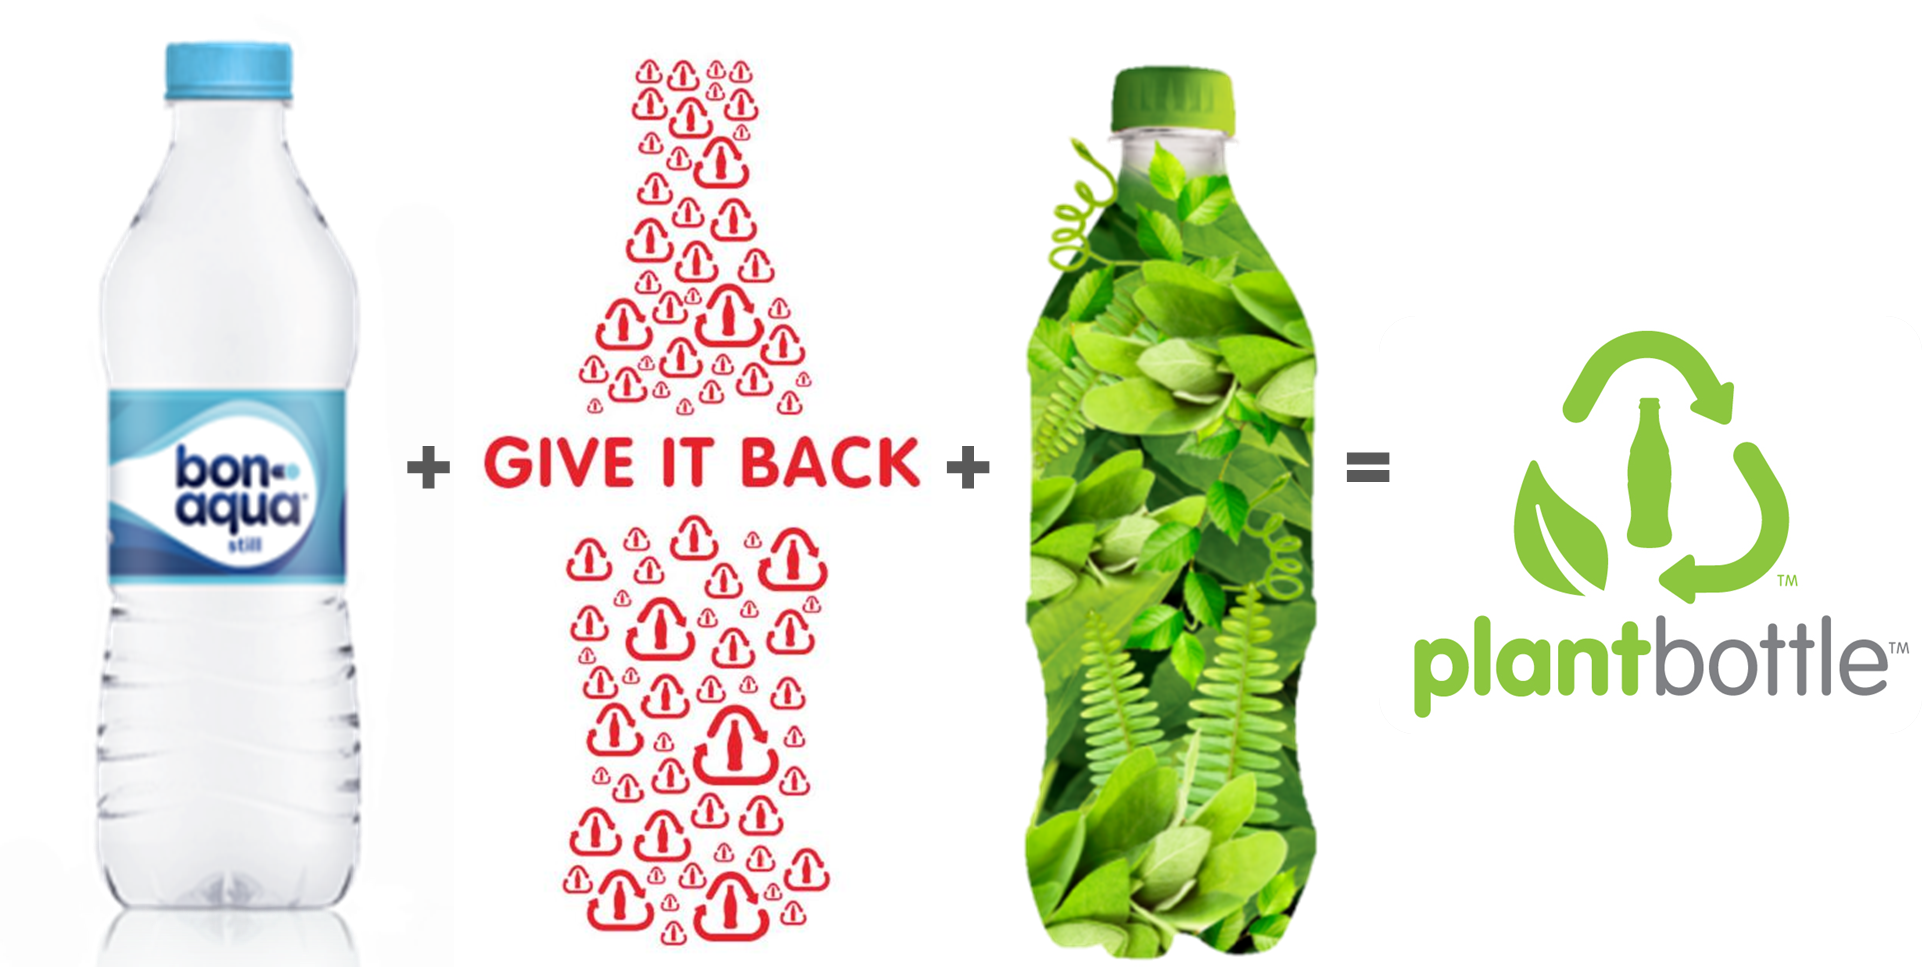 bon
aqua
still
+
GIVE IT BACK
+
=
TM
plantbottle™